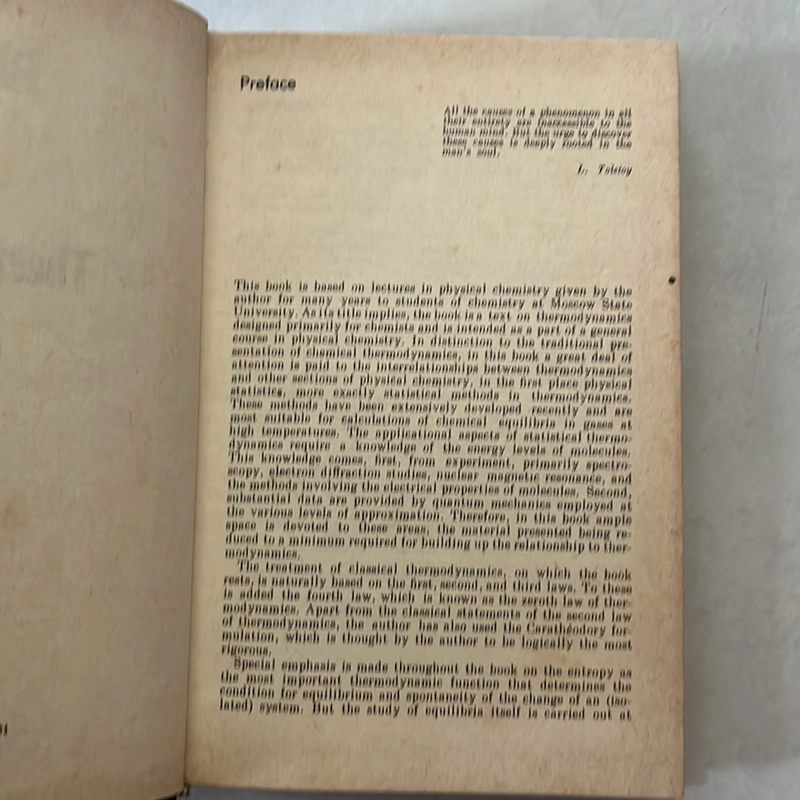 Preface
All the causes of a phenomenon in all
their entirety are inaccessible to the
human mind. But the urge to discover
these causes is deeply rooted in the
man's soul.
L. Tolstoy
This book is based on lectures in physical chemistry given by the
author for many years to students of chemistry at Moscow State
University. As its title implies, the book is a text on thermodynamics
designed primarily for chemists and is intended as a part of a general
course in physical chemistry. In distinction to the traditional pre-
sentation of chemical thermodynamics, in this book a great deal of
attention is paid to the interrelationships between thermodynamics
and other sections of physical chemistry, in the first place physical
statistics, more exactly statistical methods in thermodynamics.
These methods have been extensively developed recently and are
most suitable for calculations of chemical equilibria in gases at
high temperatures. The applicational aspects of statistical thermo-
dynamics require a knowledge of the energy levels of molecules.
This knowledge comes, first, from experiment, primarily spectro-
scopy, electron diffraction studies, nuclear magnetic resonance, and
the methods involving the electrical properties of molecules. Second,
substantial data are provided by quantum mechanics employed at
the various levels of approximation. Therefore, in this book ample
space is devoted to these areas, the material presented being re-
duced to a minimum required for building up the relationship to ther-
modynamics.
The treatment of classical thermodynamics, on which the book
rests, is naturally based on the first, second, and third laws. To these
is added the fourth law, which is known as the zeroth law of ther-
modynamics. Apart from the classical statements of the second law
of thermodynamics, the author has also used the Carathéodory for-
mulation, which is thought by the author to be logically the most
rigorous.
Special emphasis is made throughout the book on the entropy as
the most important thermodynamic function that determines the
condition for equilibrium and spontaneity of the change of an (iso-
lated) system. But the study of equilibria itself is carried out at